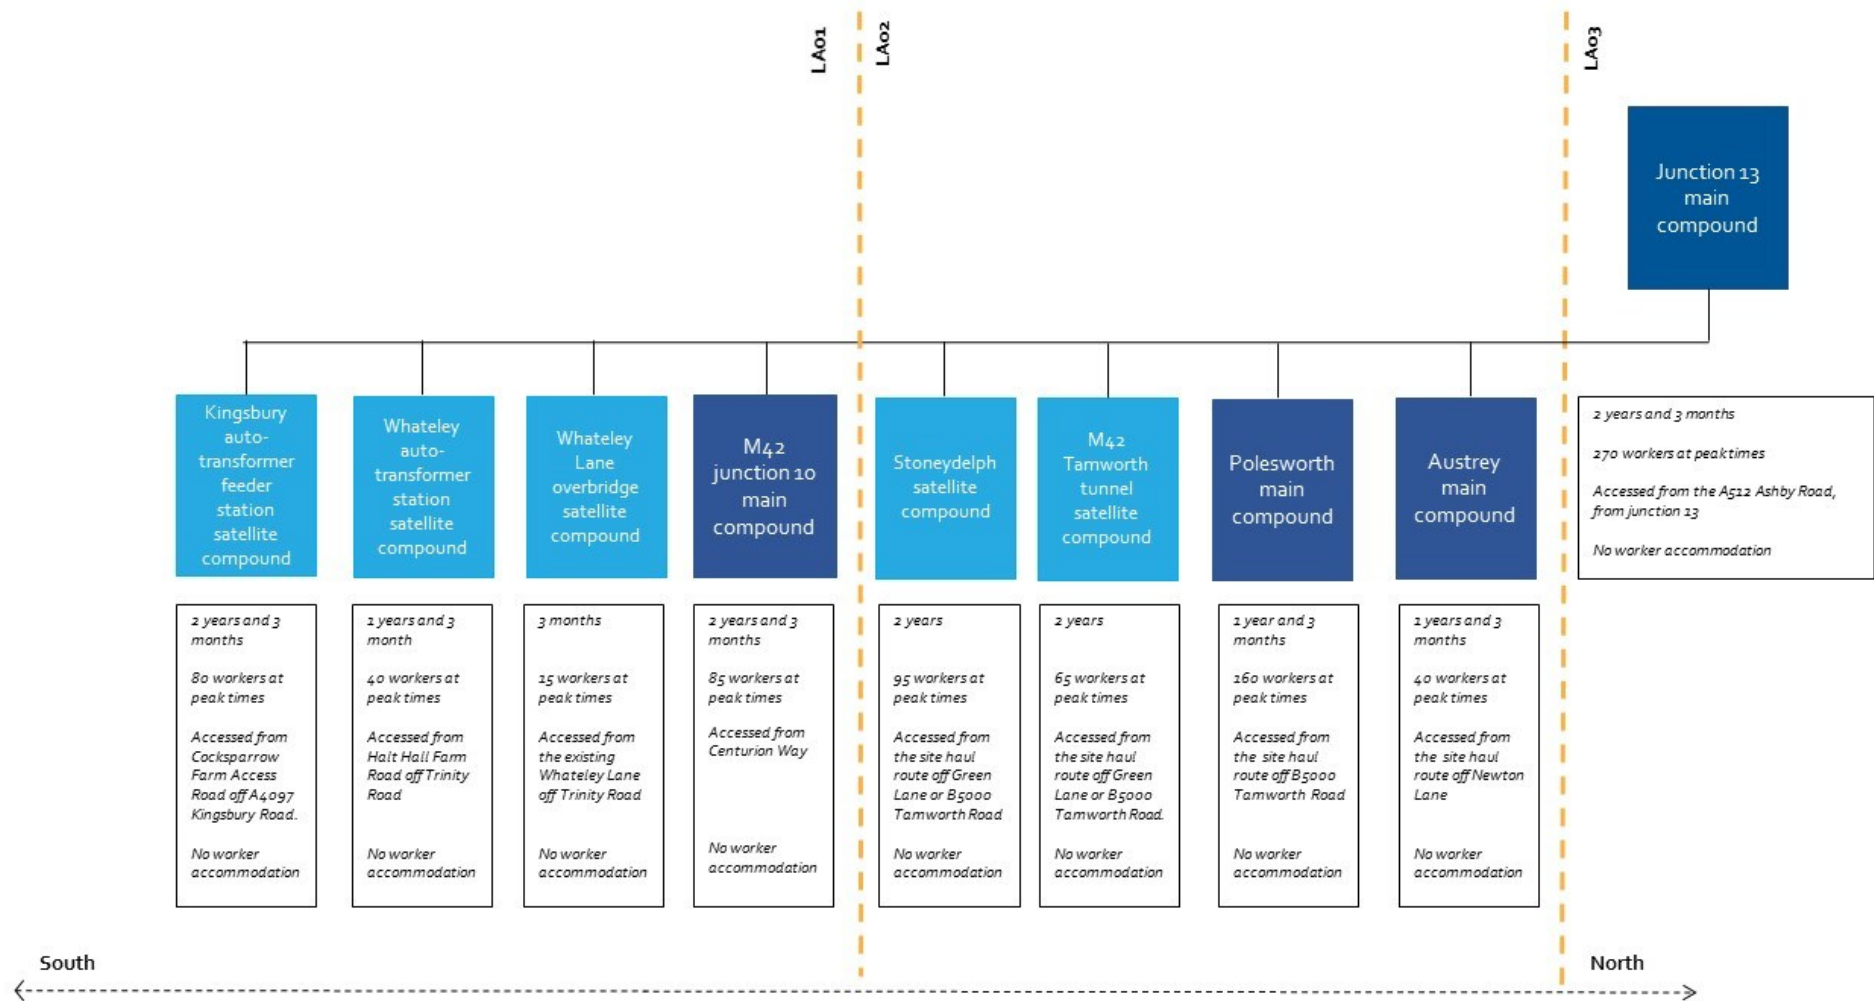 LA01
LA02
LA03
Junction 13
main
compound
Kingsbury
auto-
transformer
feeder
station
satellite
compound
Whateley
auto-
transformer
station
satellite
compound
Whateley
Lane
overbridge
satellite
compound
M42
junction 10
main
compound
Stoneydelph
satellite
compound
M42
Tamworth
tunnel
satellite
compound
Polesworth
main
compound
Austrey
main
compound
2 years and 3 months
270 workers at peak times
Accessed from the A512 Ashby Road,
from junction 13
No worker accommodation
2 years and 3
months
80 workers at
peak times
Accessed from
Cocksparrow
Farm Access
Road off A4097
Kingsbury Road.
No worker
accommodation
1 years and 3
month
40 workers at
peak times
Accessed from
Halt Hall Farm
Road off Trinity
Road
No worker
accommodation
3 months
15 workers at
peak times
Accessed from
the existing
Whateley Lane
off Trinity Road
No worker
accommodation
2 years and 3
months
85 workers at
peak times
Accessed from
Centurion Way
No worker
accommodation
2 years
95 workers at
peak times
Accessed from
the site haul
route off Green
Lane or B5000
Tamworth Road
No worker
accommodation
2 years
65 workers at
peak times
Accessed from
the site haul
route off Green
Lane or B5000
Tamworth Road.
No worker
accommodation
1 year and 3
months
160 workers at
peak times
Accessed from
the site haul
route off B5000
Tamworth Road
No worker
accommodation
1 years and 3
months
40 workers at
peak times
Accessed from
the site haul
route off Newton
Lane
No worker
accommodation
South
North